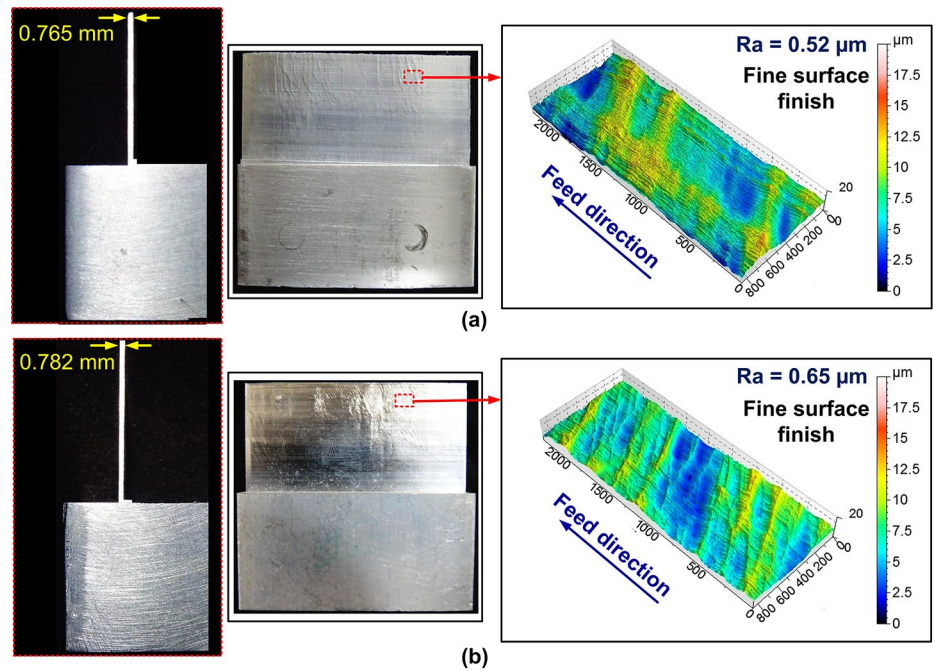 0.765 mm
Ra = 0.52 µm
Fine surface
finish
µm
17.5
15
12.5
10
7.5
5
2.5
0
2000
1500
1000
500
0
800
600
400
200
0
20
0
Feed direction
(a)
0.782 mm
Ra = 0.65 µm
Fine surface
finish
µm
17.5
15
12.5
10
7.5
5
2.5
0
2000
1500
1000
500
0
800
600
400
200
0
20
0
Feed direction
(b)